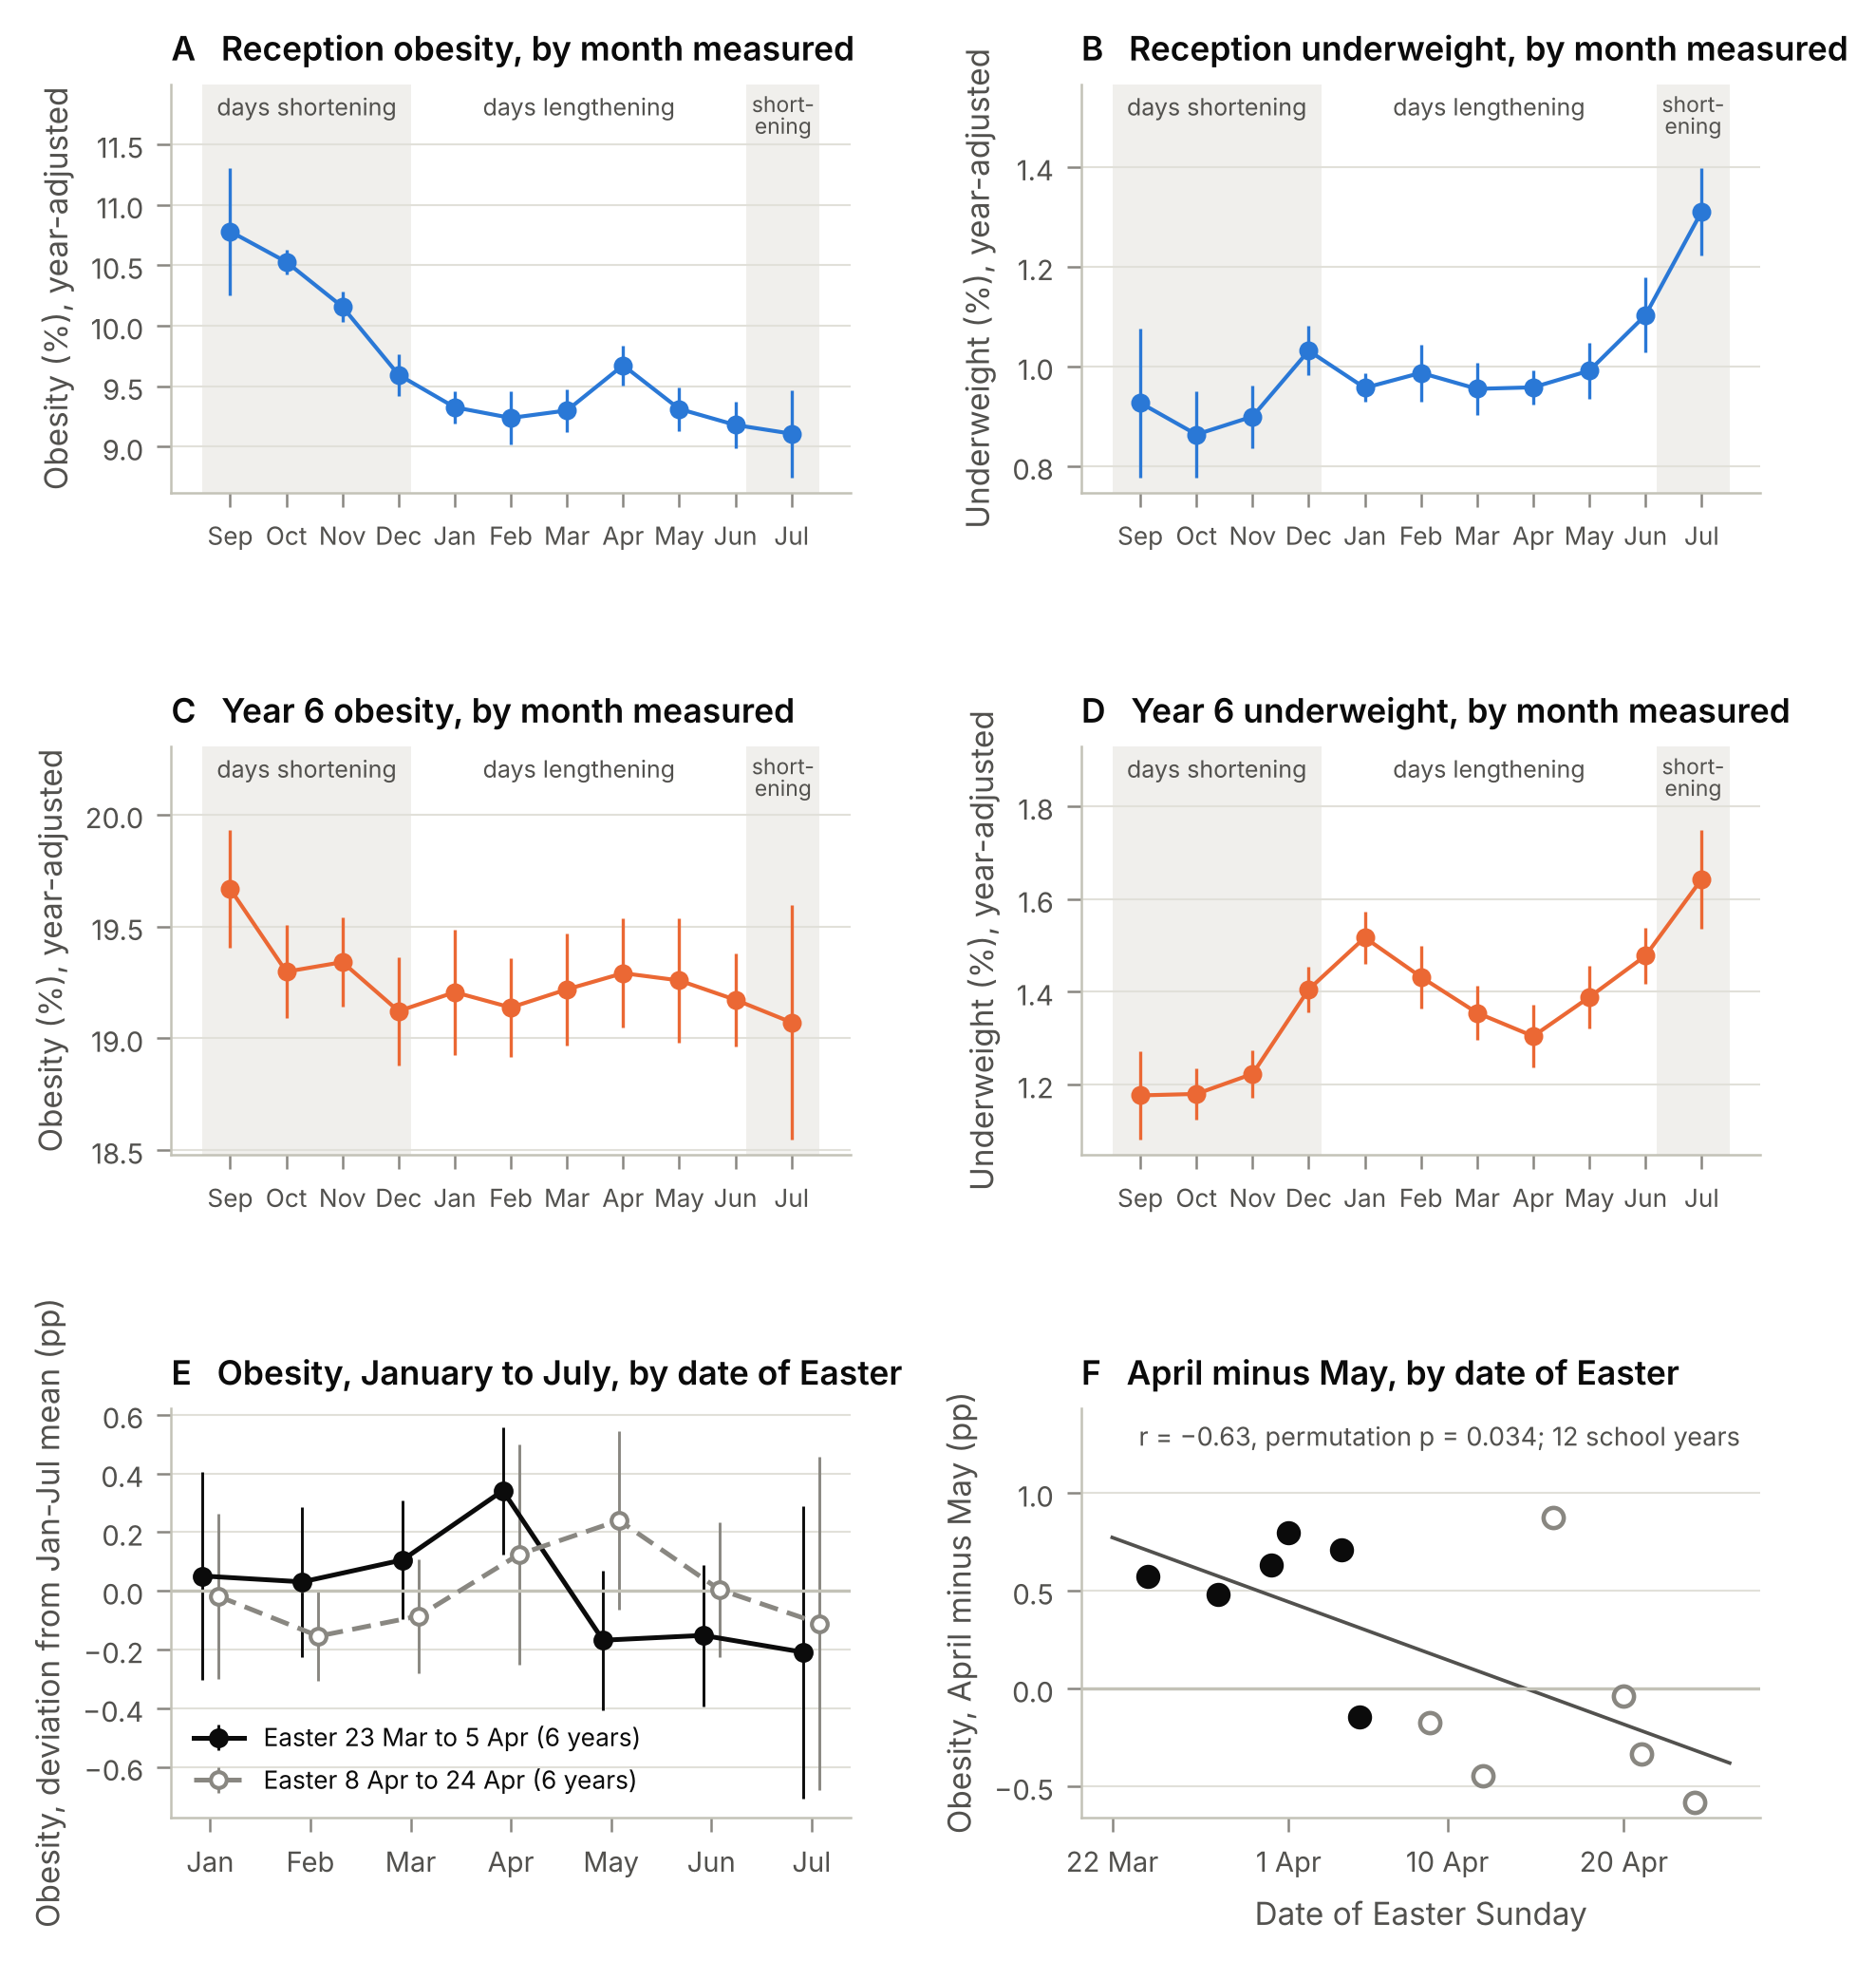 A Reception obesity, by month measured
Obesity (%), year-adjusted
days shortening
days lengthening
short-
ening
11.5
11.0
10.5
10.0
9.5
9.0
Sep Oct Nov Dec Jan Feb Mar Apr May Jun Jul
B Reception underweight, by month measured
Underweight (%), year-adjusted
days shortening
days lengthening
short-
ening
1.4
1.2
1.0
0.8
Sep Oct Nov Dec Jan Feb Mar Apr May Jun Jul
C Year 6 obesity, by month measured
Obesity (%), year-adjusted
days shortening
days lengthening
short-
ening
20.0
19.5
19.0
18.5
Sep Oct Nov Dec Jan Feb Mar Apr May Jun Jul
D Year 6 underweight, by month measured
Underweight (%), year-adjusted
days shortening
days lengthening
short-
ening
1.8
1.6
1.4
1.2
Sep Oct Nov Dec Jan Feb Mar Apr May Jun Jul
E Obesity, January to July, by date of Easter
Obesity, deviation from Jan-Jul mean (pp)
0.6
0.4
0.2
0.0
−0.2
−0.4
−0.6
Easter 23 Mar to 5 Apr (6 years)
Easter 8 Apr to 24 Apr (6 years)
Jan Feb Mar Apr May Jun Jul
F April minus May, by date of Easter
Obesity, April minus May (pp)
r = −0.63, permutation p = 0.034; 12 school years
1.0
0.5
0.0
−0.5
22 Mar 1 Apr 10 Apr 20 Apr
Date of Easter Sunday